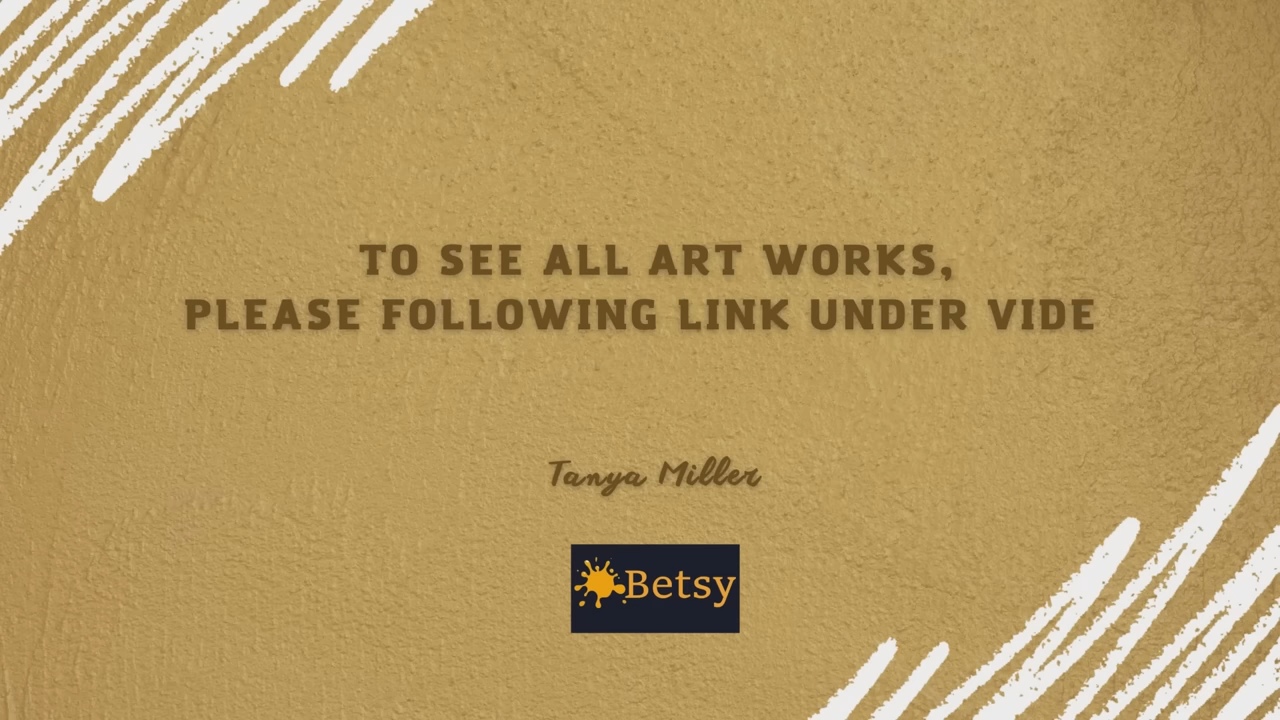 TO SEE ALL ART WORKS,
PLEASE FOLLOWING LINK UNDER VIDE
Tanya Miller
Betsy